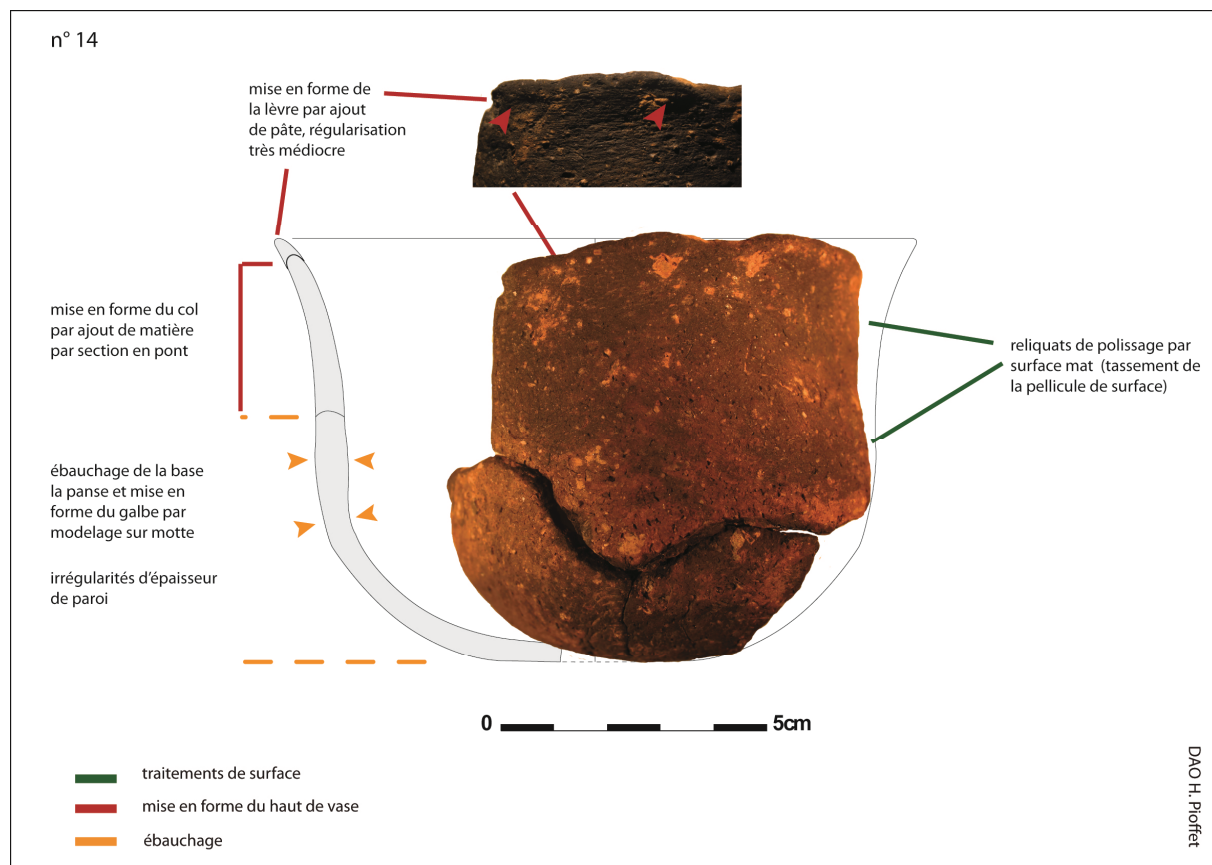 n° 14
mise en forme de
la lèvre par ajout
de pâte, régularisation
très médiocre
mise en forme du col
par ajout de matière
par section en pont
reliquats de polissage par
surface mat (tassement de
la pellicule de surface)
ébauchage de la base
la panse et mise en
forme du galbe par
modelage sur motte
irrégularités d'épaisseur
de paroi
0 5cm
traitements de surface
mise en forme du haut de vase
ébauchage
DAO H. Pioffet